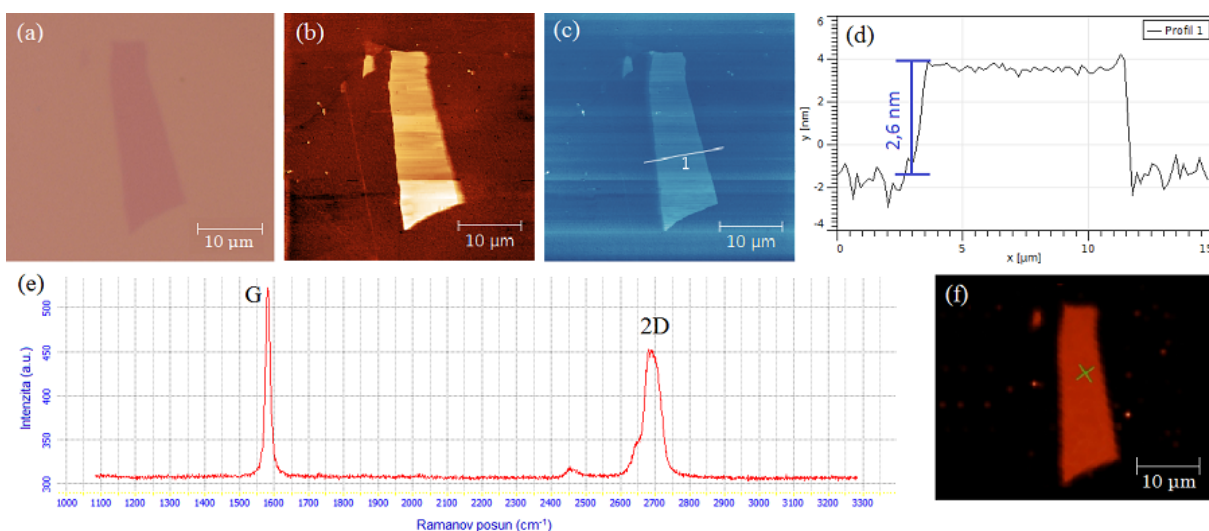 (a)
10 µm
(b)
10 µm
(c)
1
10 µm
(d)
Profil 1
y [nm]
6
4
2
0
-2
-4
2,6 nm
0
5
10
15
x [µm]
(e)
G
2D
Intenzita (a.u.)
500
450
400
350
300
1000 1100 1200 1300 1400 1500 1600 1700 1800 1900 2000 2100 2200 2300 2400 2500 2600 2700 2800 2900 3000 3100 3200 3300
Ramanov posun (cm⁻¹)
(f)
10 µm